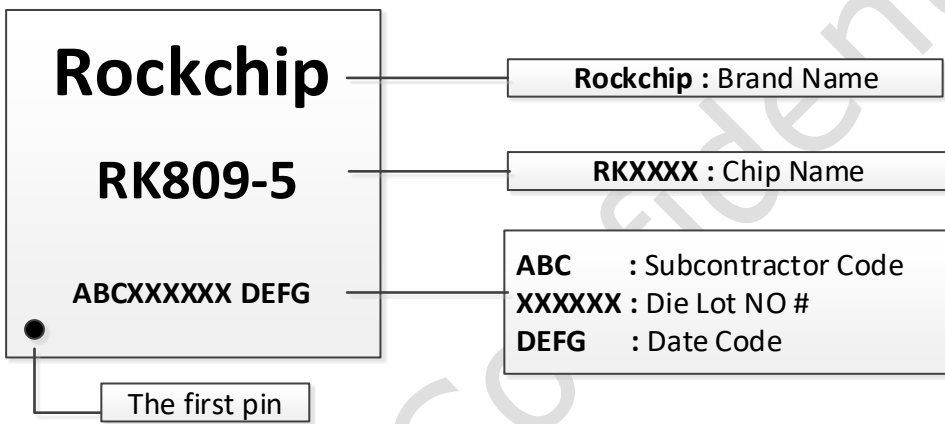 Rockchip
RK809-5
ABCXXXXXX DEFG
The first pin
Rockchip : Brand Name
RKXXXX : Chip Name
ABC : Subcontractor Code
XXXXXX : Die Lot NO #
DEFG : Date Code
Confident